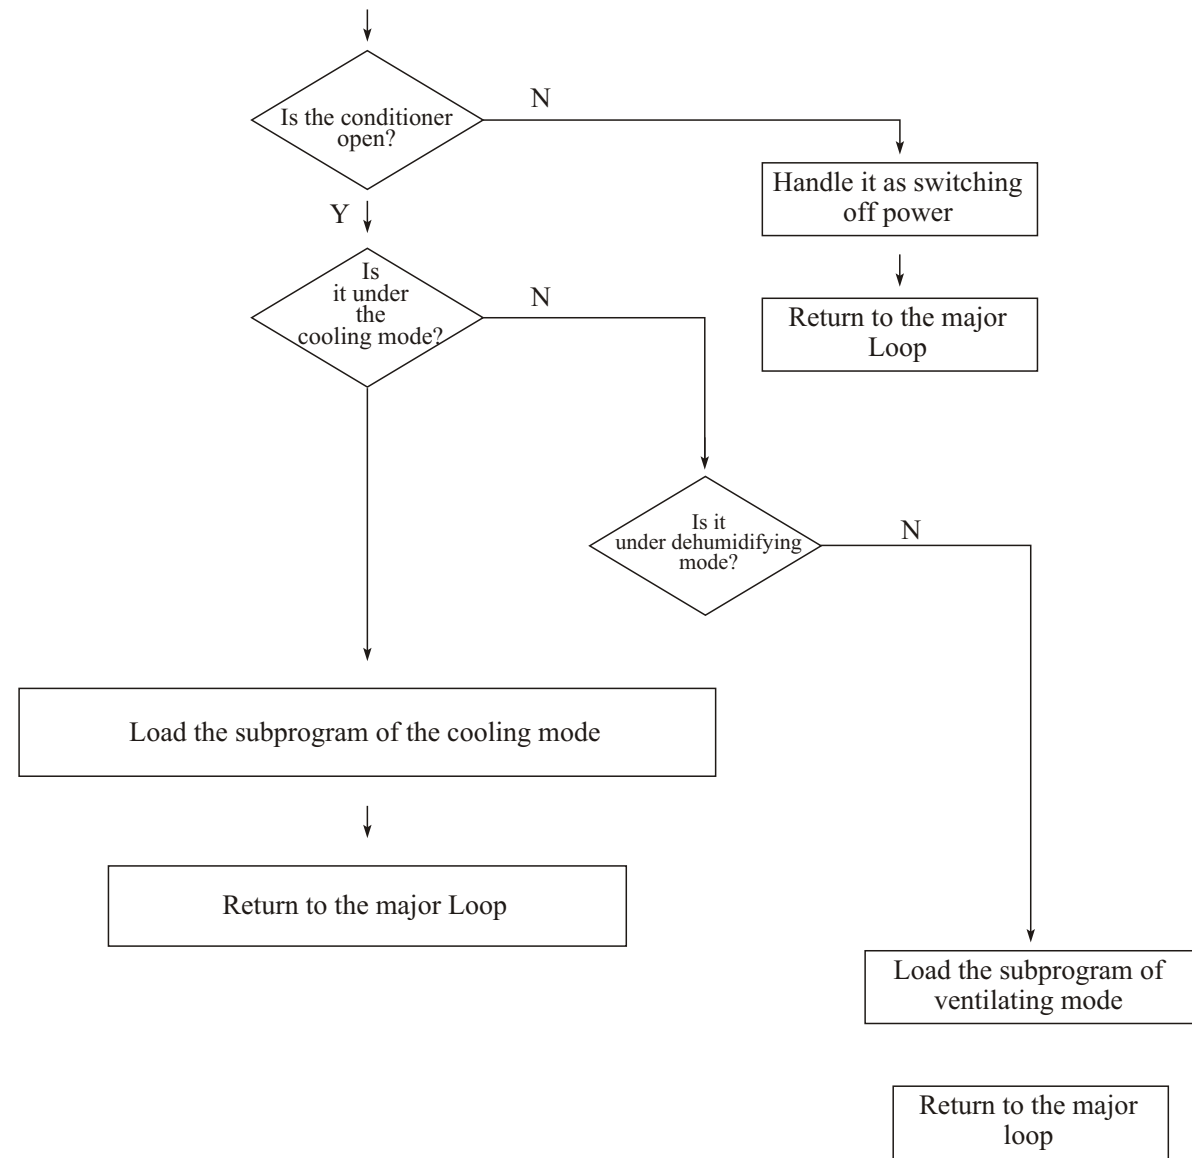 Is the conditioner
open?
N
Handle it as switching
off power
Y
Is
it under
the
cooling mode?
N
Return to the major
Loop
Is it
under dehumidifying
mode?
N
Load the subprogram of the cooling mode
Return to the major Loop
Load the subprogram of
ventilating mode
Return to the major
loop